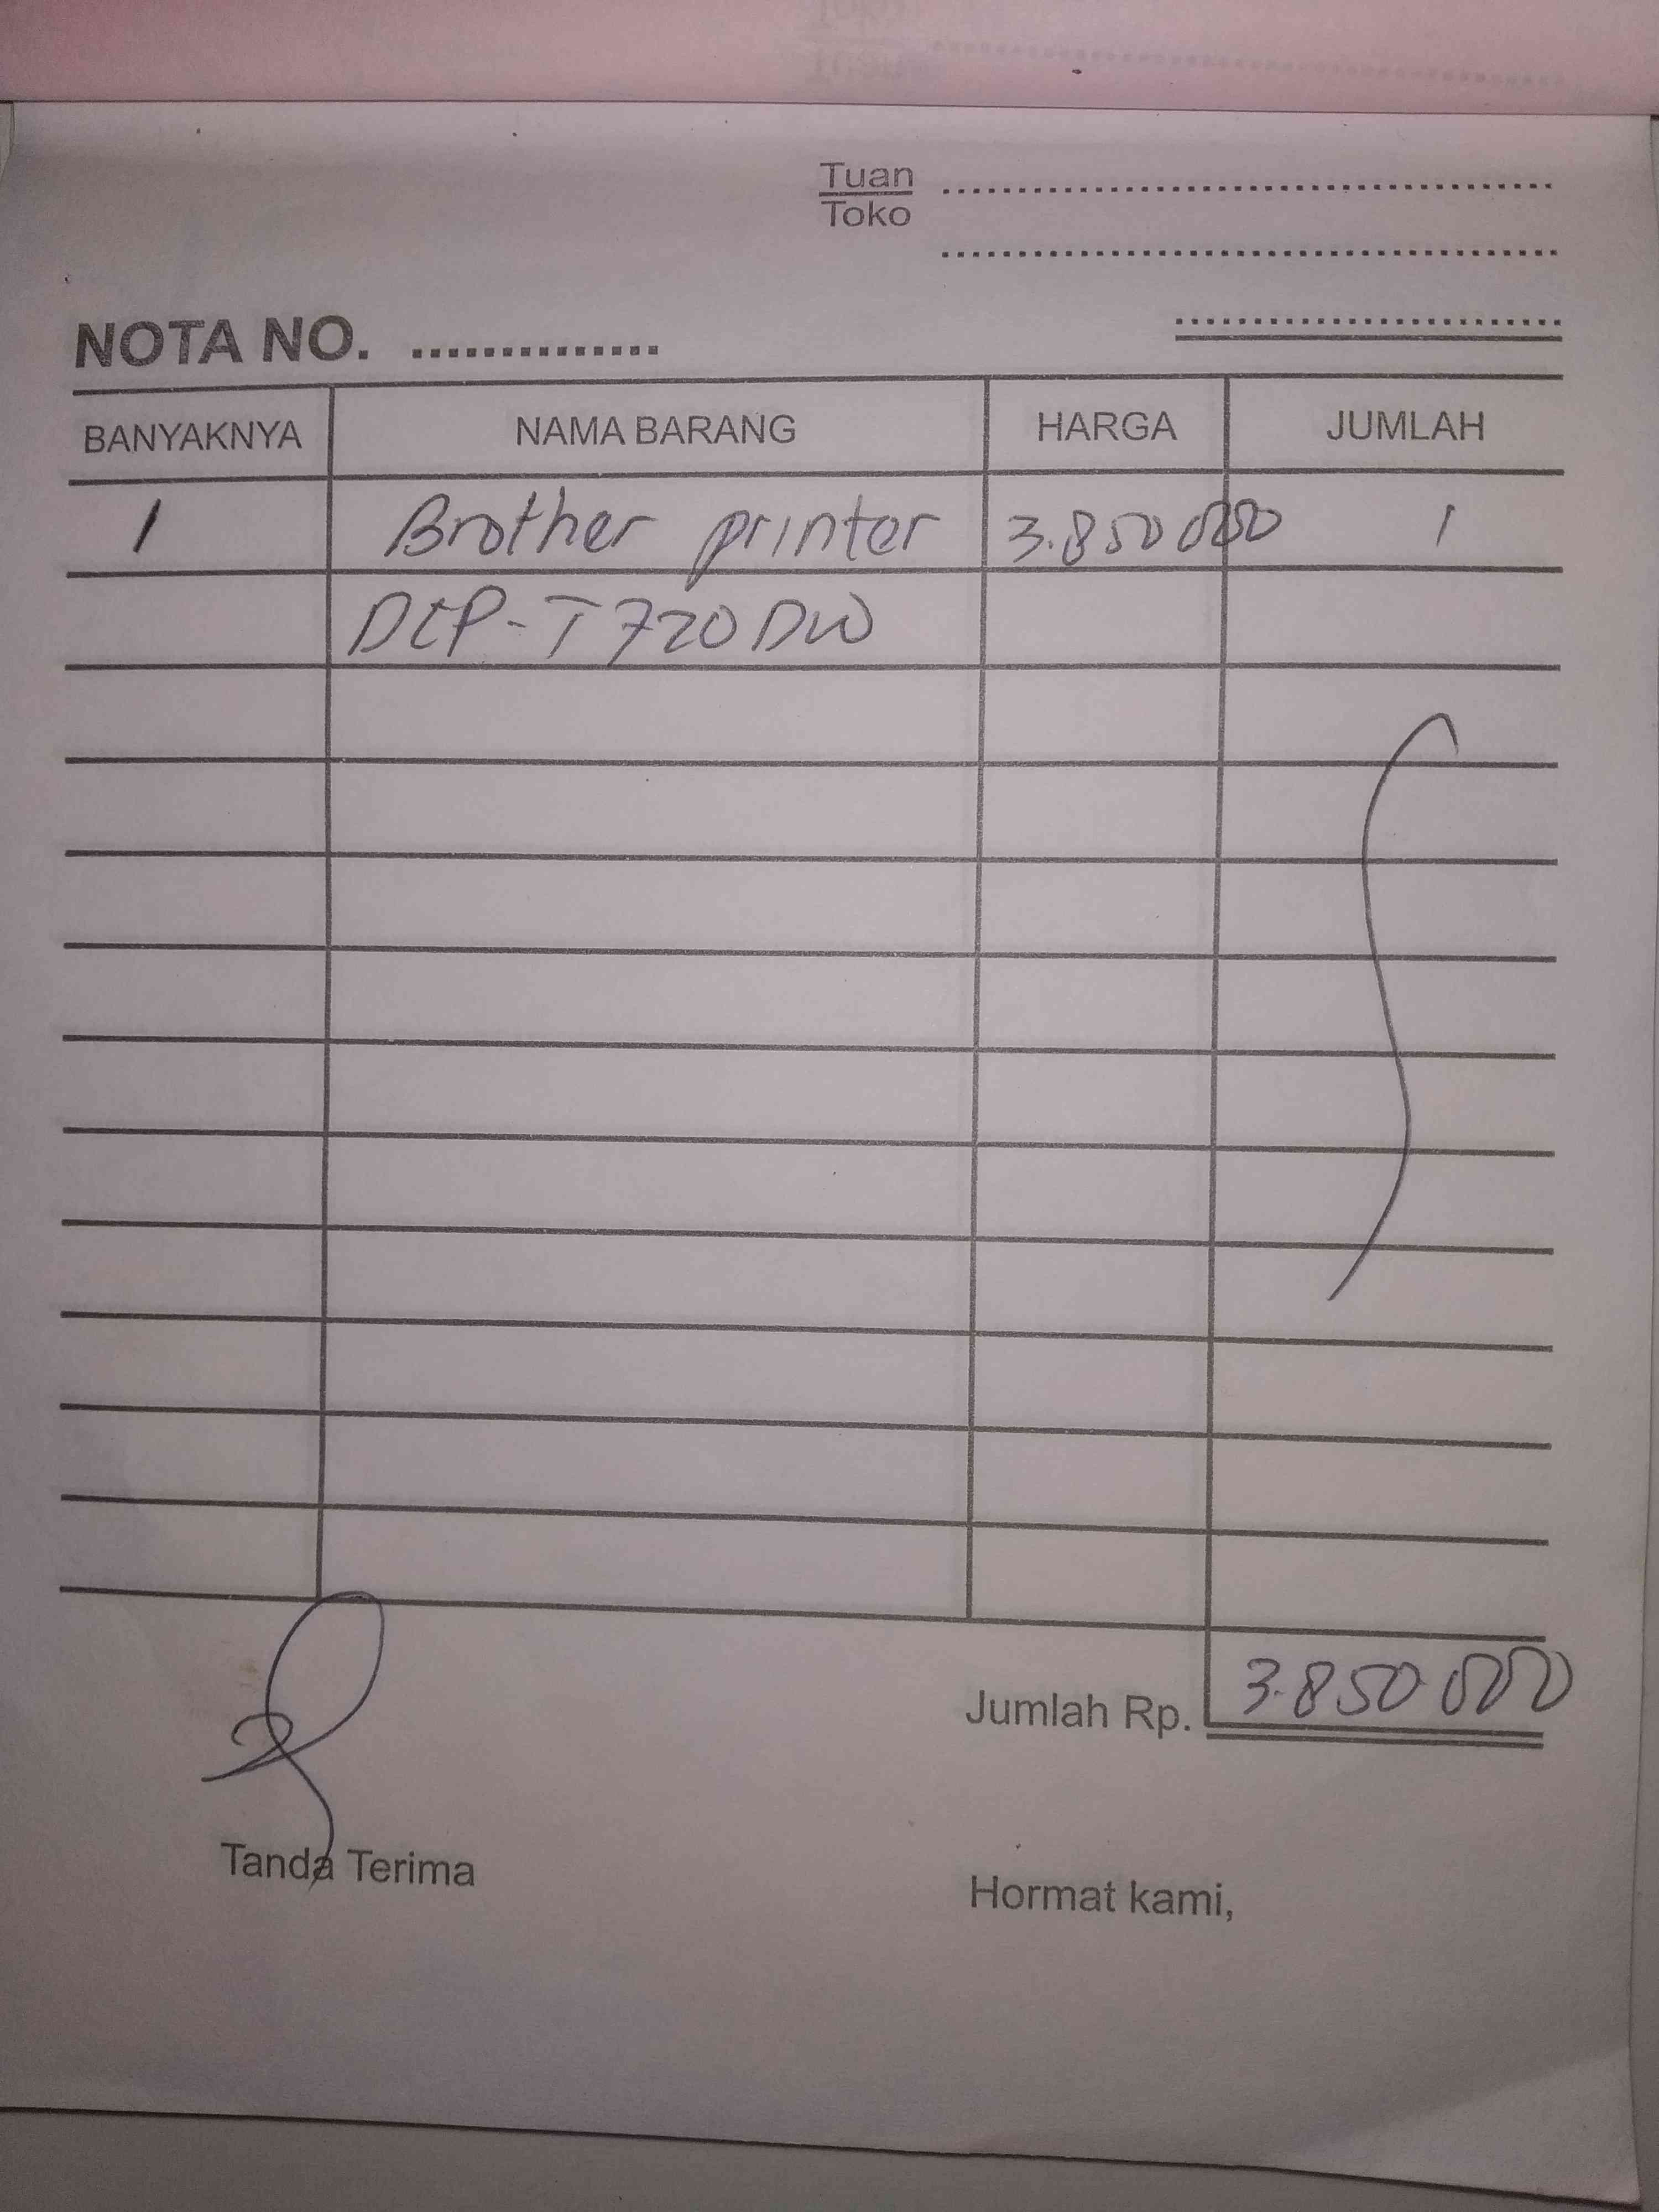 Tuan
Toko
NOTA NO. ..............
BANYAKNYA NAMA BARANG HARGA JUMLAH
1 Brother printer 3.850 000 1
DCP-T720DW
Jumlah Rp. 3.850.000
Tanda Terima
Hormat kami,